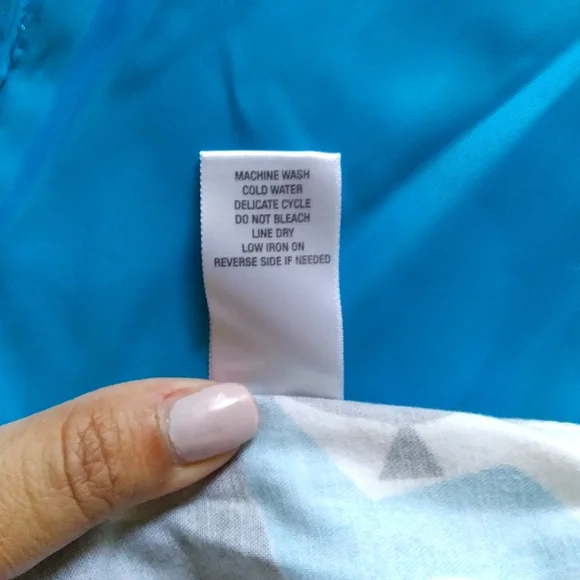 MACHINE WASH
COLD WATER
DELICATE CYCLE
DO NOT BLEACH
LINE DRY
LOW IRON ON
REVERSE SIDE IF NEEDED